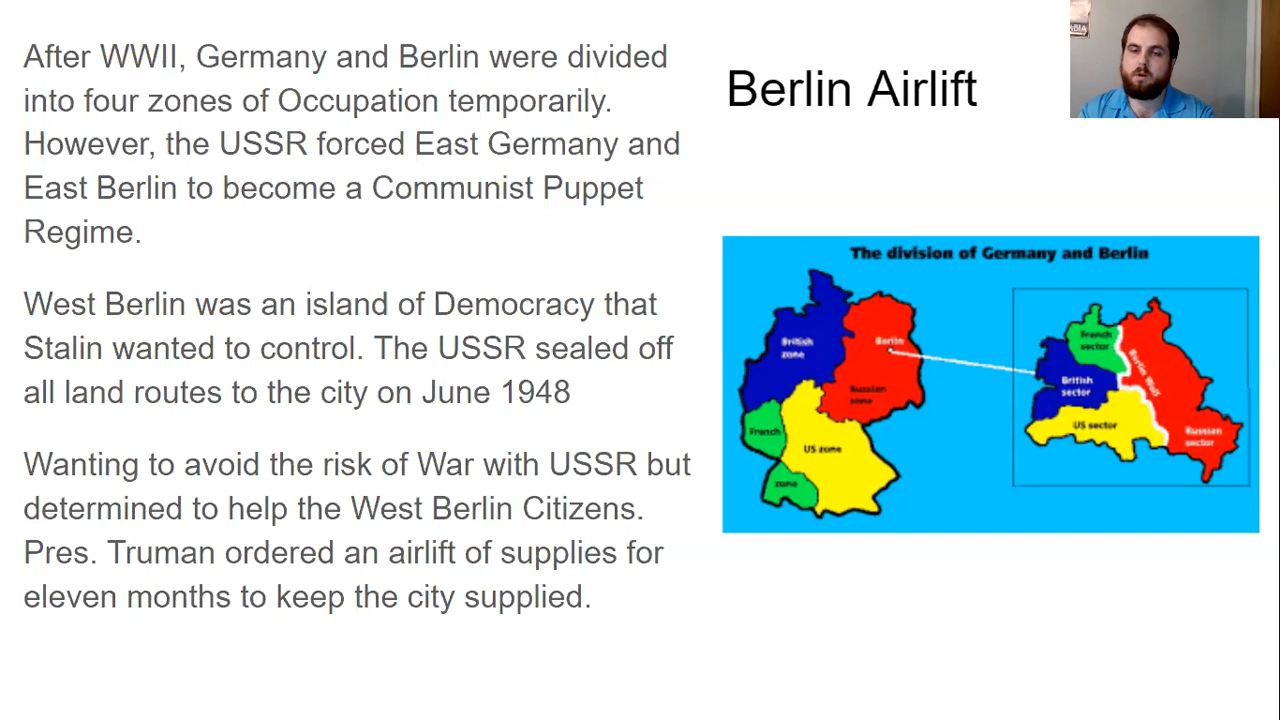 After WWII, Germany and Berlin were divided
into four zones of Occupation temporarily.
However, the USSR forced East Germany and
East Berlin to become a Communist Puppet
Regime.
West Berlin was an island of Democracy that
Stalin wanted to control. The USSR sealed off
all land routes to the city on June 1948
Wanting to avoid the risk of War with USSR but
determined to help the West Berlin Citizens.
Pres. Truman ordered an airlift of supplies for
eleven months to keep the city supplied.
Berlin Airlift
The division of Germany and Berlin
British
zone
Berlin
Russian
zone
French
zone
US zone
French
sector
Berlin Wall
British
sector
US sector
Russian
sector